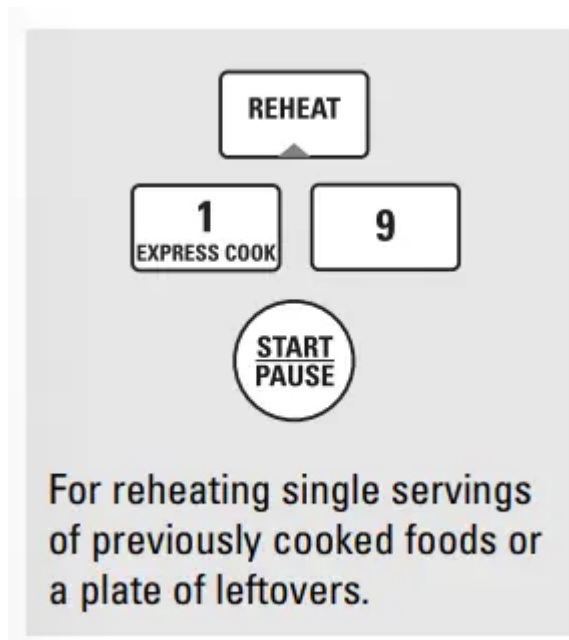 REHEAT
1 9
EXPRESS COOK
START
PAUSE
For reheating single servings
of previously cooked foods or
a plate of leftovers.